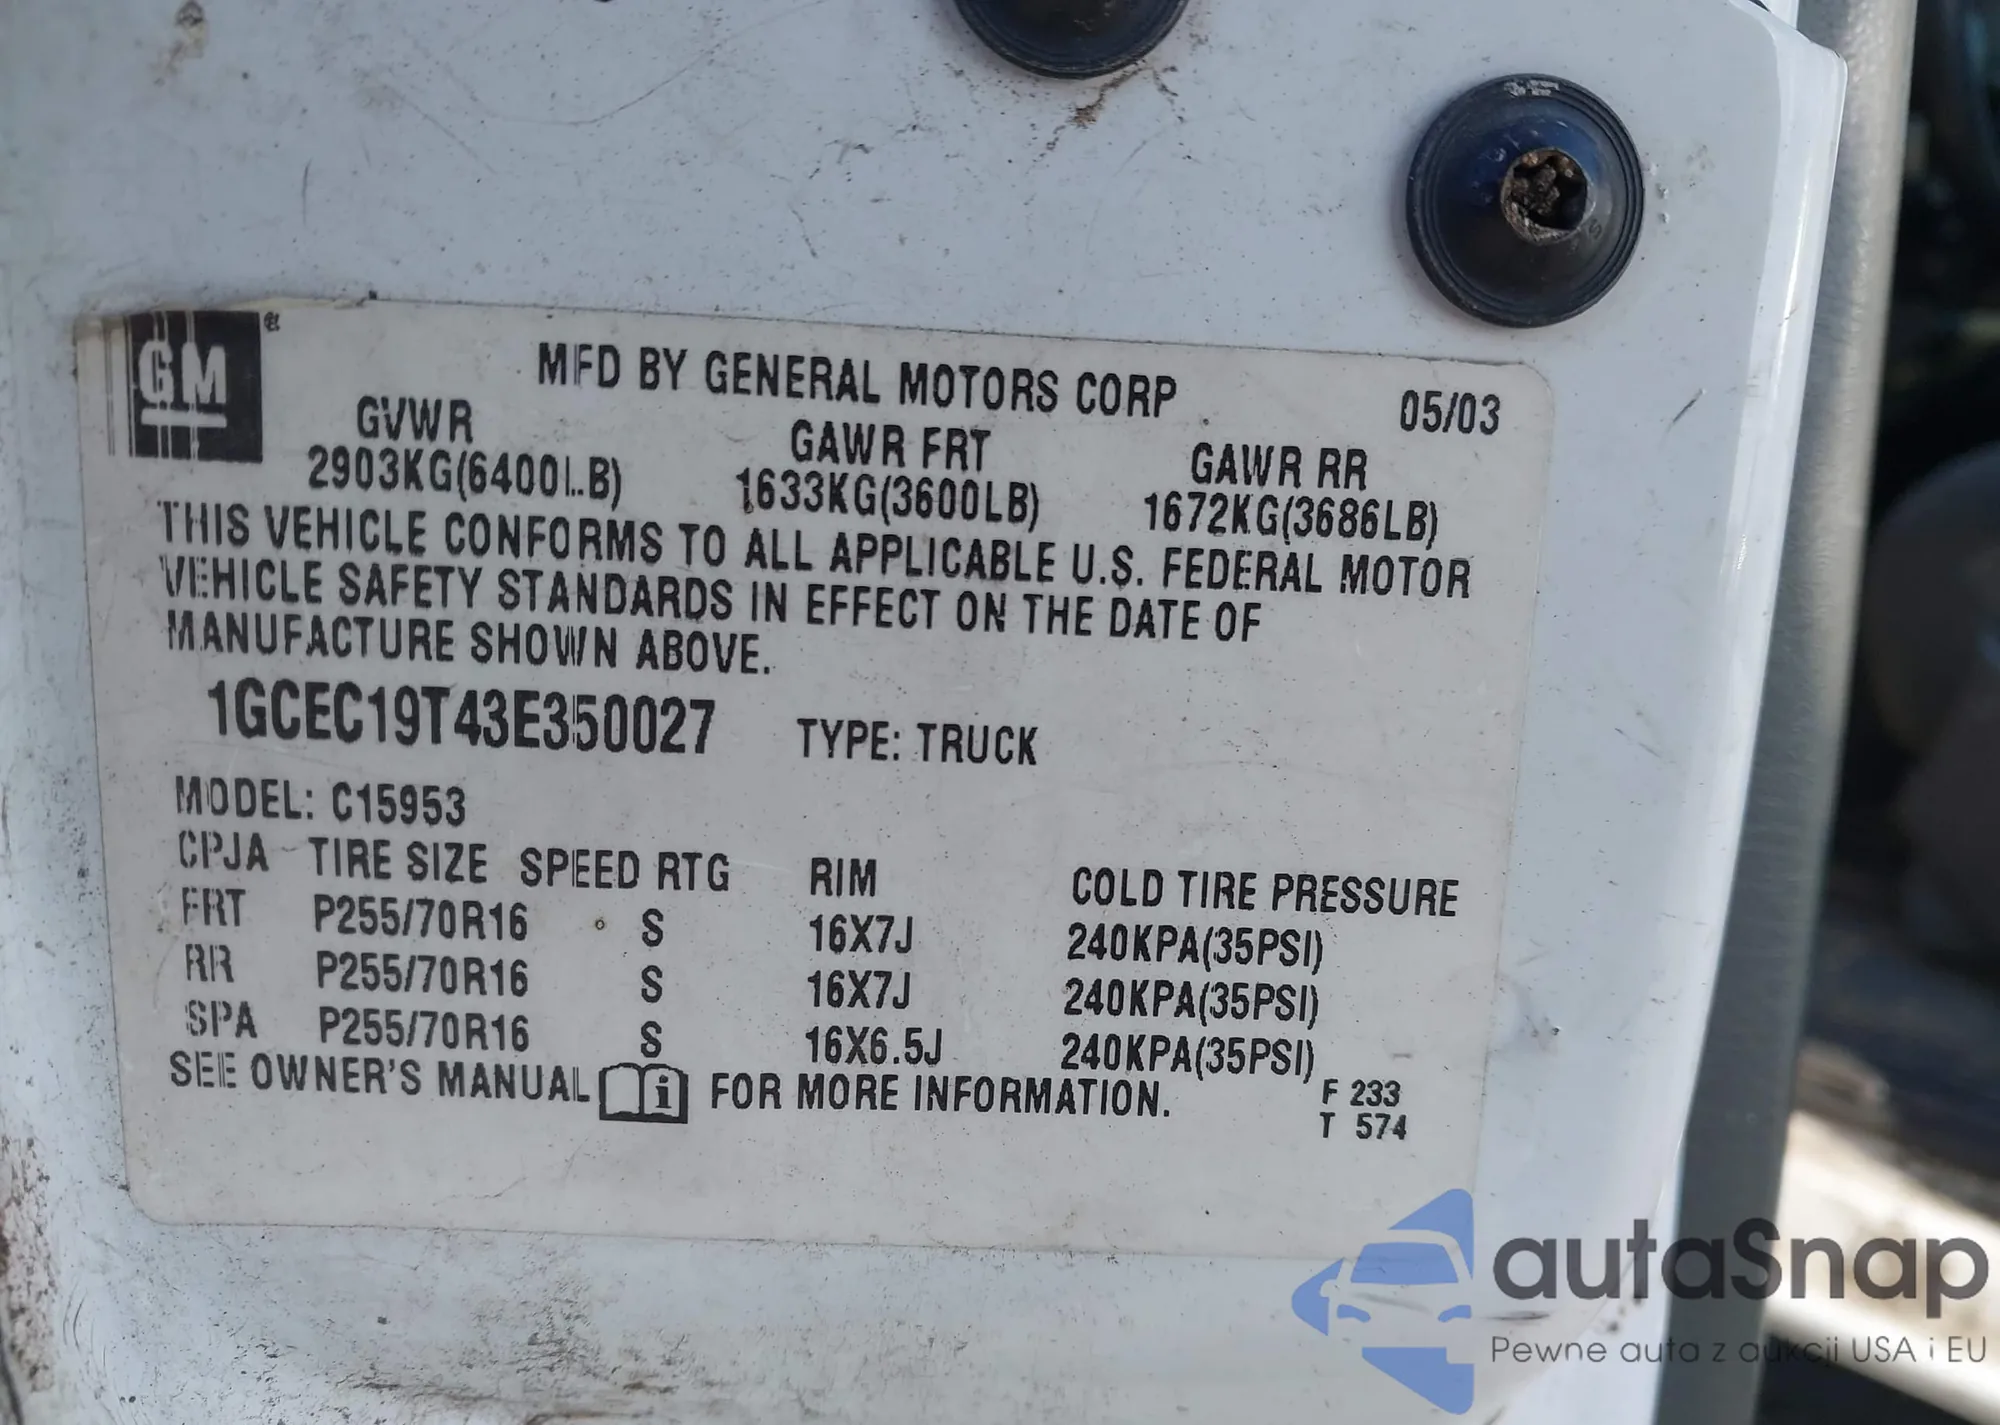 GM ®
MFD BY GENERAL MOTORS CORP 05/03
GVWR GAWR FRT GAWR RR
2903KG(6400LB) 1633KG(3600LB) 1672KG(3686LB)
THIS VEHICLE CONFORMS TO ALL APPLICABLE U.S. FEDERAL MOTOR
VEHICLE SAFETY STANDARDS IN EFFECT ON THE DATE OF
MANUFACTURE SHOWN ABOVE.
1GCEC19T43E350027 TYPE: TRUCK
MODEL: C15953
CPJA TIRE SIZE SPEED RTG RIM COLD TIRE PRESSURE
FRT P255/70R16 S 16X7J 240KPA(35PSI)
RR P255/70R16 S 16X7J 240KPA(35PSI)
SPA P255/70R16 S 16X6.5J 240KPA(35PSI)
SEE OWNER'S MANUAL i FOR MORE INFORMATION.
F 233
T 574
autaSnap
Pewne auta z aukcji USA i EU